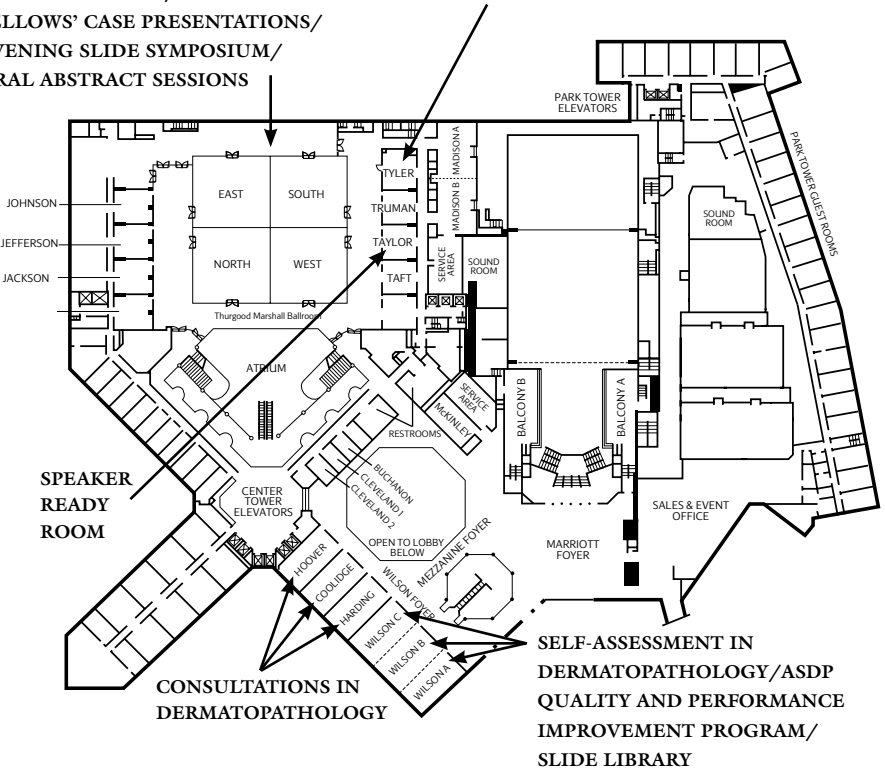 ELLOWS' CASE PRESENTATIONS/
VENING SLIDE SYMPOSIUM/
RAL ABSTRACT SESSIONS
PARK TOWER
ELEVATORS
PARK TOWER GUEST ROOMS
MADISON A
MADISON B
TYLER
TRUMAN
TAYLOR
TAFT
EAST
SOUTH
NORTH
WEST
Thurgood Marshall Ballroom
JOHNSON
JEFFERSON
JACKSON
SERVICE
AREA
SOUND
ROOM
SOUND
ROOM
ATRIUM
SERVICE
AREA
McKINLEY
RESTROOMS
BALCONY B
BALCONY A
SPEAKER
READY
ROOM
CENTER
TOWER
ELEVATORS
BUCHANON
CLEVELAND 1
CLEVELAND 2
OPEN TO LOBBY
BELOW
MEZZANINE FOYER
MARRIOTT
FOYER
SALES & EVENT
OFFICE
HOOVER
COOLIDGE
HARDING
WILSON FOYER
WILSON C
WILSON B
WILSON A
CONSULTATIONS IN
DERMATOPATHOLOGY
SELF-ASSESSMENT IN
DERMATOPATHOLOGY/ASDP
QUALITY AND PERFORMANCE
IMPROVEMENT PROGRAM/
SLIDE LIBRARY